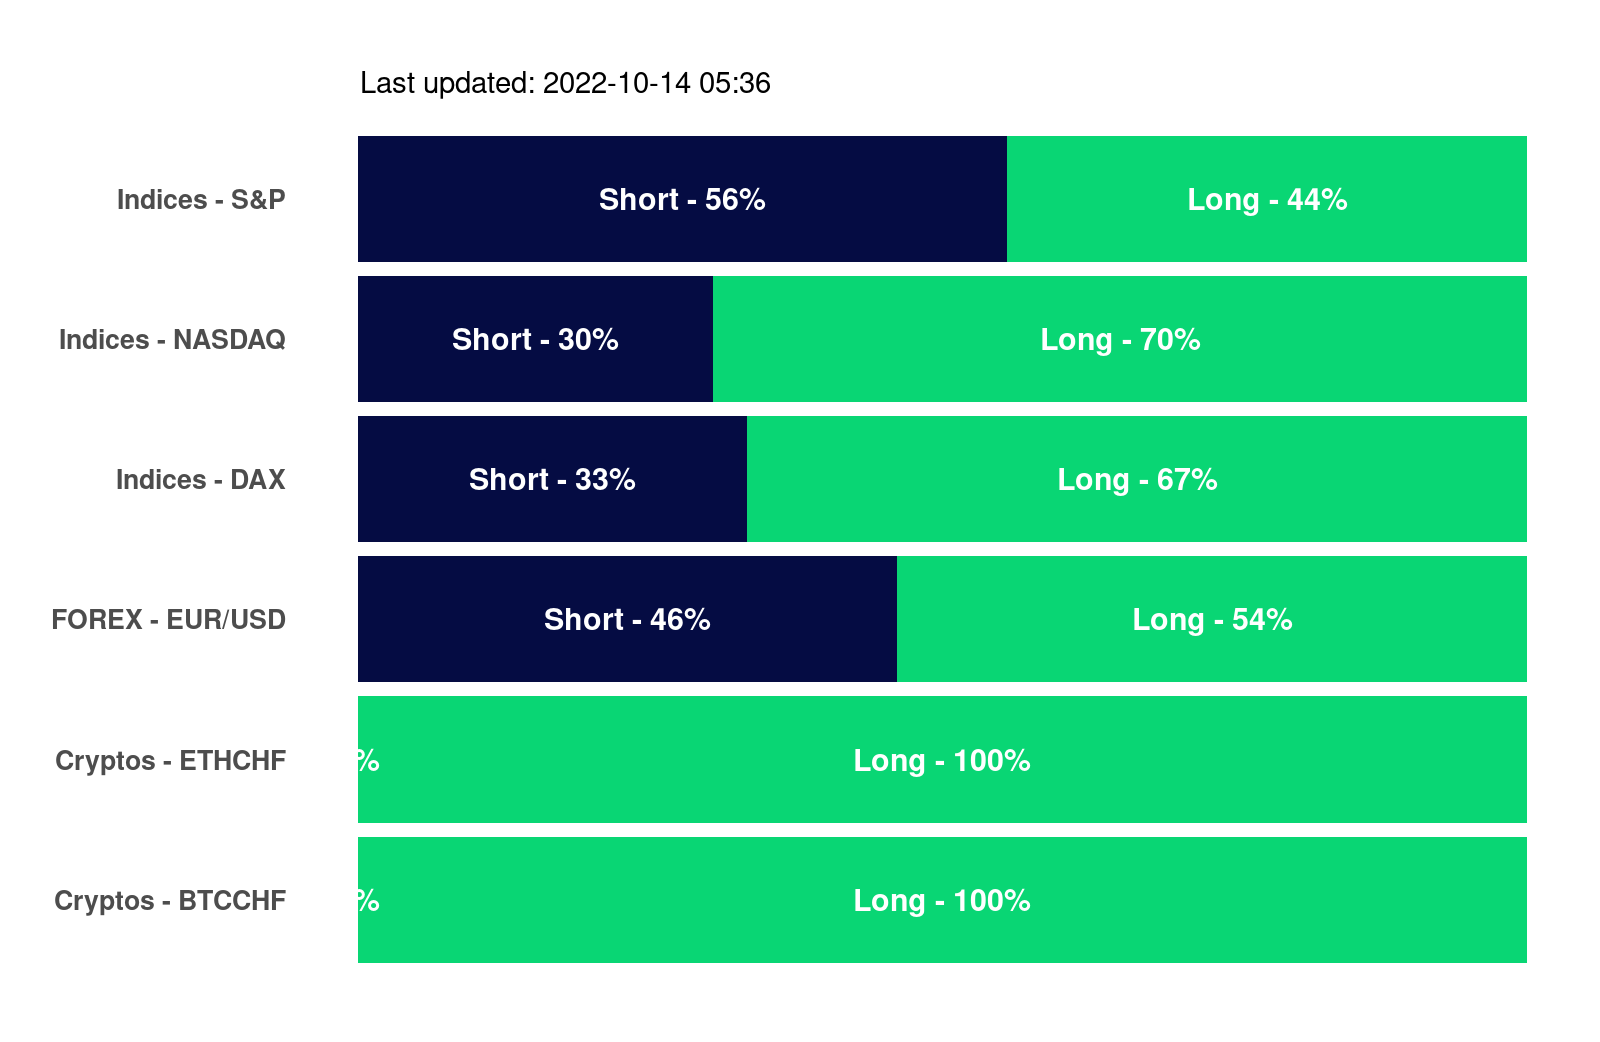 Last updated: 2022-10-14 05:36
Indices - S&P Short - 56% Long - 44%
Indices - NASDAQ Short - 30% Long - 70%
Indices - DAX Short - 33% Long - 67%
FOREX - EUR/USD Short - 46% Long - 54%
Cryptos - ETHCHF % Long - 100%
Cryptos - BTCCHF % Long - 100%